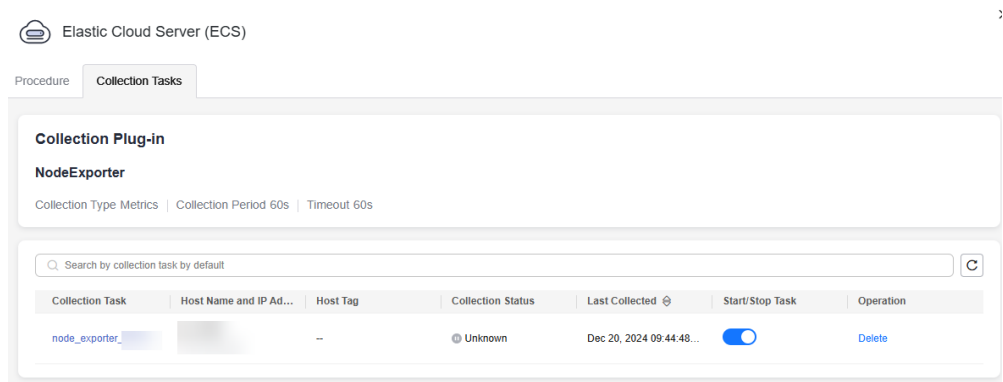 Elastic Cloud Server (ECS)
Procedure Collection Tasks
Collection Plug-in
NodeExporter
Collection Type Metrics | Collection Period 60s | Timeout 60s
Search by collection task by default
Collection Task Host Name and IP Ad... Host Tag Collection Status Last Collected Start/Stop Task Operation
node_exporter_ -- Unknown Dec 20, 2024 09:44:48... Delete